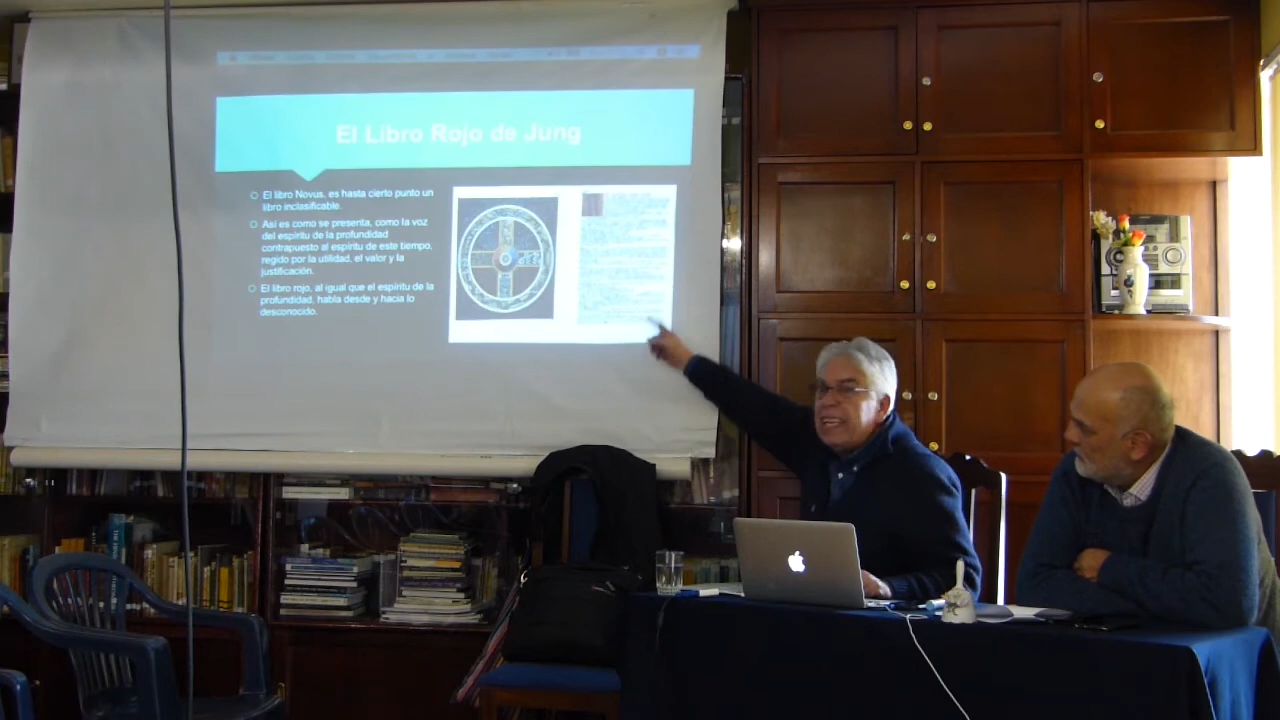 El Libro Rojo de Jung
El libro Novus, es hasta cierto punto un
libro inclasificable.
Así es como se presenta, como la voz
del espíritu de la profundidad
contrapuesto al espíritu de este tiempo,
regido por la utilidad, el valor y la
justificación.
El libro rojo, al igual que el espíritu de la
profundidad, habla desde y hacia lo
desconocido.